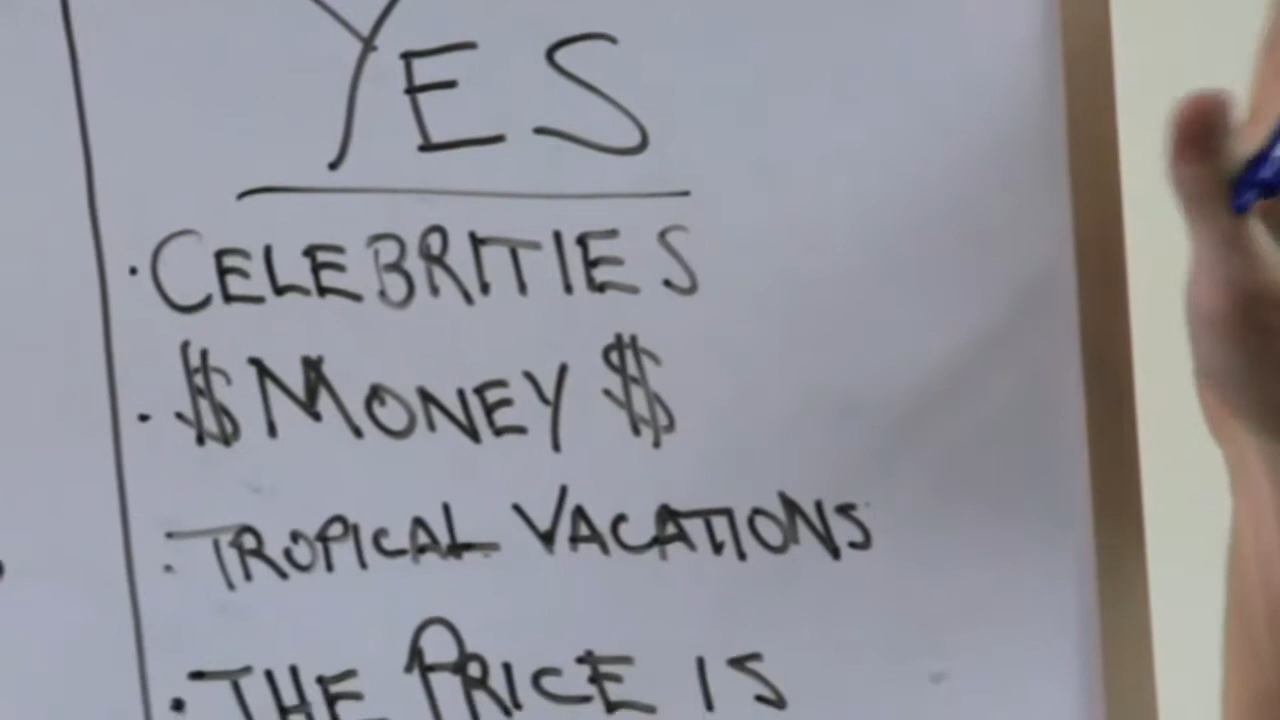 YES
· CELEBRITIES
· $ MONEY $
· TROPICAL VACATIONS
· THE PRICE IS